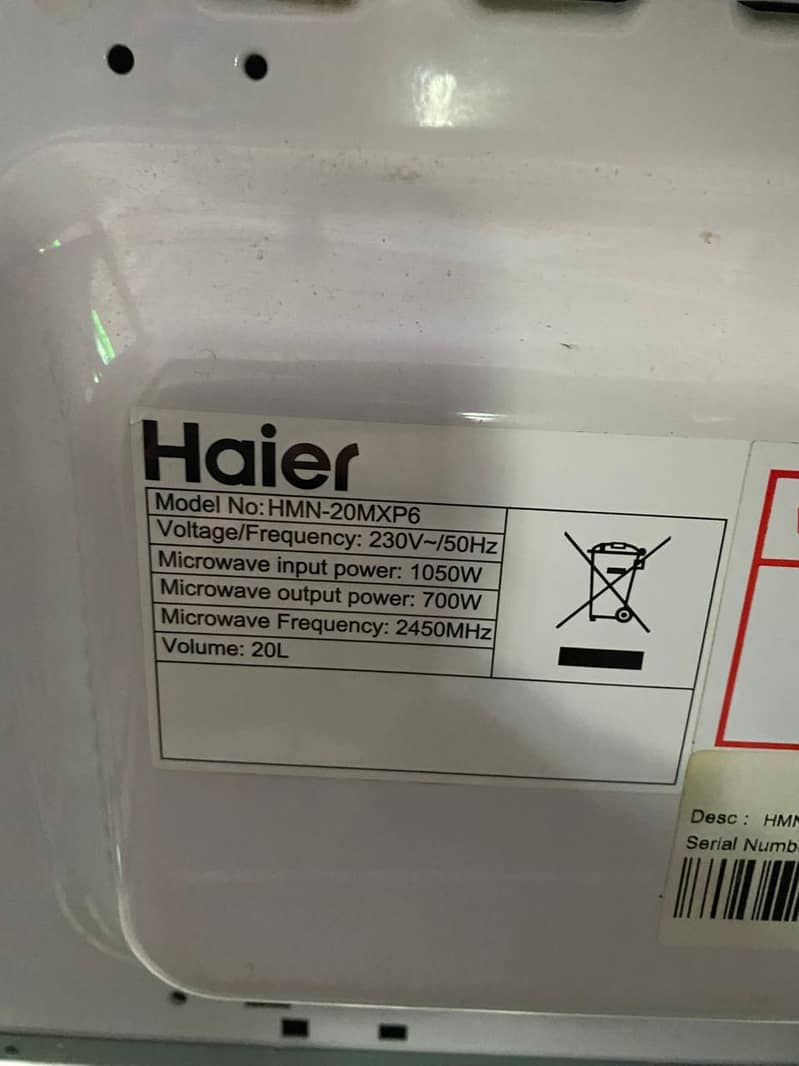 Haier
Model No:HMN-20MXP6
Voltage/Frequency: 230V~/50Hz
Microwave input power: 1050W
Microwave output power: 700W
Microwave Frequency: 2450MHz
Volume: 20L
Desc : HMN
Serial Numb